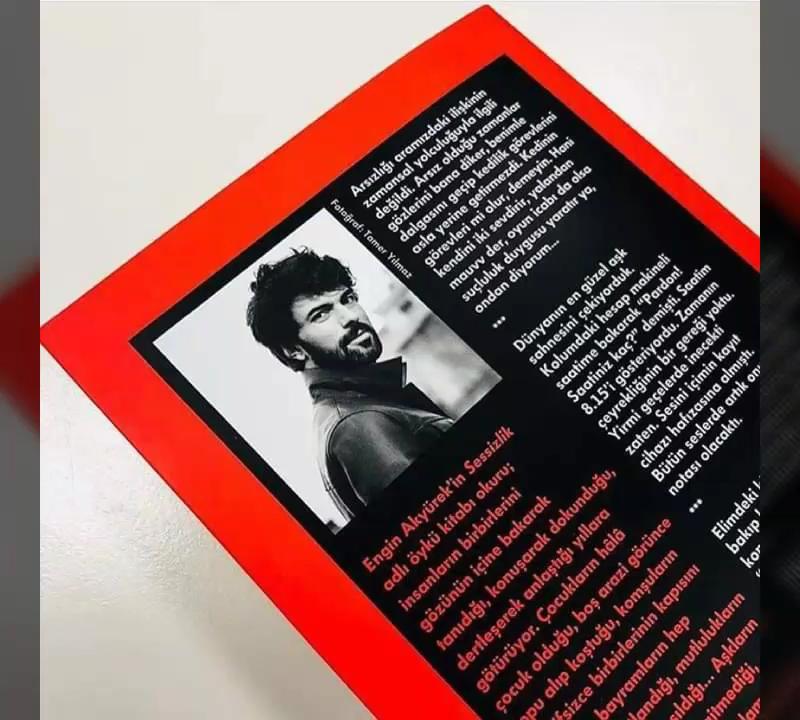 Arsızlığı aramızdaki ilişkinin
zamansal yolculuğuyla ilgili
değildi. Arsız olduğu zamanlar
gözlerini bana diker, benimle
dalgasını geçip kedilik görevlerini
asla yerine getirmezdi. Kedinin
görevleri mi olur, demeyin. Hani
kendini iki sevdirir, yalandan
mauvv der, oyun icabı da olsa
suçluluk duygusu yaratır ya,
ondan diyorum...
•••
Dünyanın en güzel aşk
sahnesini çekiyorduk.
Kolumdaki hesap makineli
saatime bakarak "Pardon!
Saatiniz kaç?" demişti. Saatim
8.15'i gösteriyordu. Zamanın
çeyrekliğinin bir gereği yoktu.
Yirmi geçelerde inecekti
zaten. Sesini içimin kayıt
cihazı hafızasına almıştı.
Bütün seslerde artık on
notası olacaktı.
•••
Elimdeki
bakıp
Fotoğraf: Tamer Yılmaz
Engin Akyürek'in Sessizlik
adlı öykü kitabı okuru;
insanların birbirlerini
gözünün içine bakarak
tanıdığı, konuşarak dokunduğu,
dertleşerek anlaştığı yıllara
götürüyor. Çocukların hâlâ
çocuk olduğu, boş arazi görünce
alıp koştuğu, komşuların
birbirlerinin kapısını
bayramların hep
mutlulukların
Aşkların